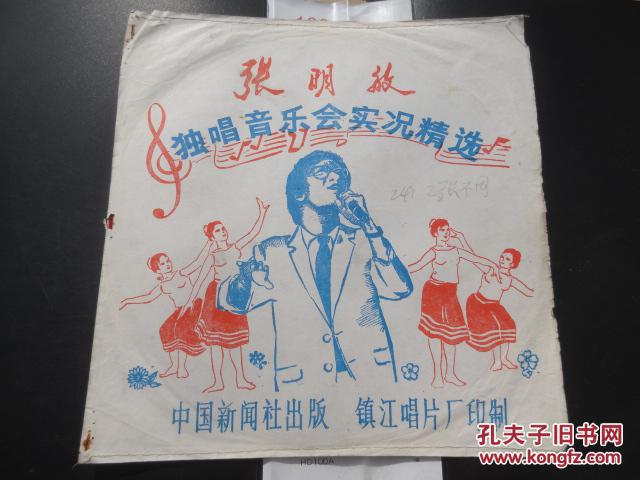 张明敏
独唱音乐会实况精选
中国新闻社出版 镇江唱片厂印制
HD100A
孔夫子旧书网
www.kongfz.com